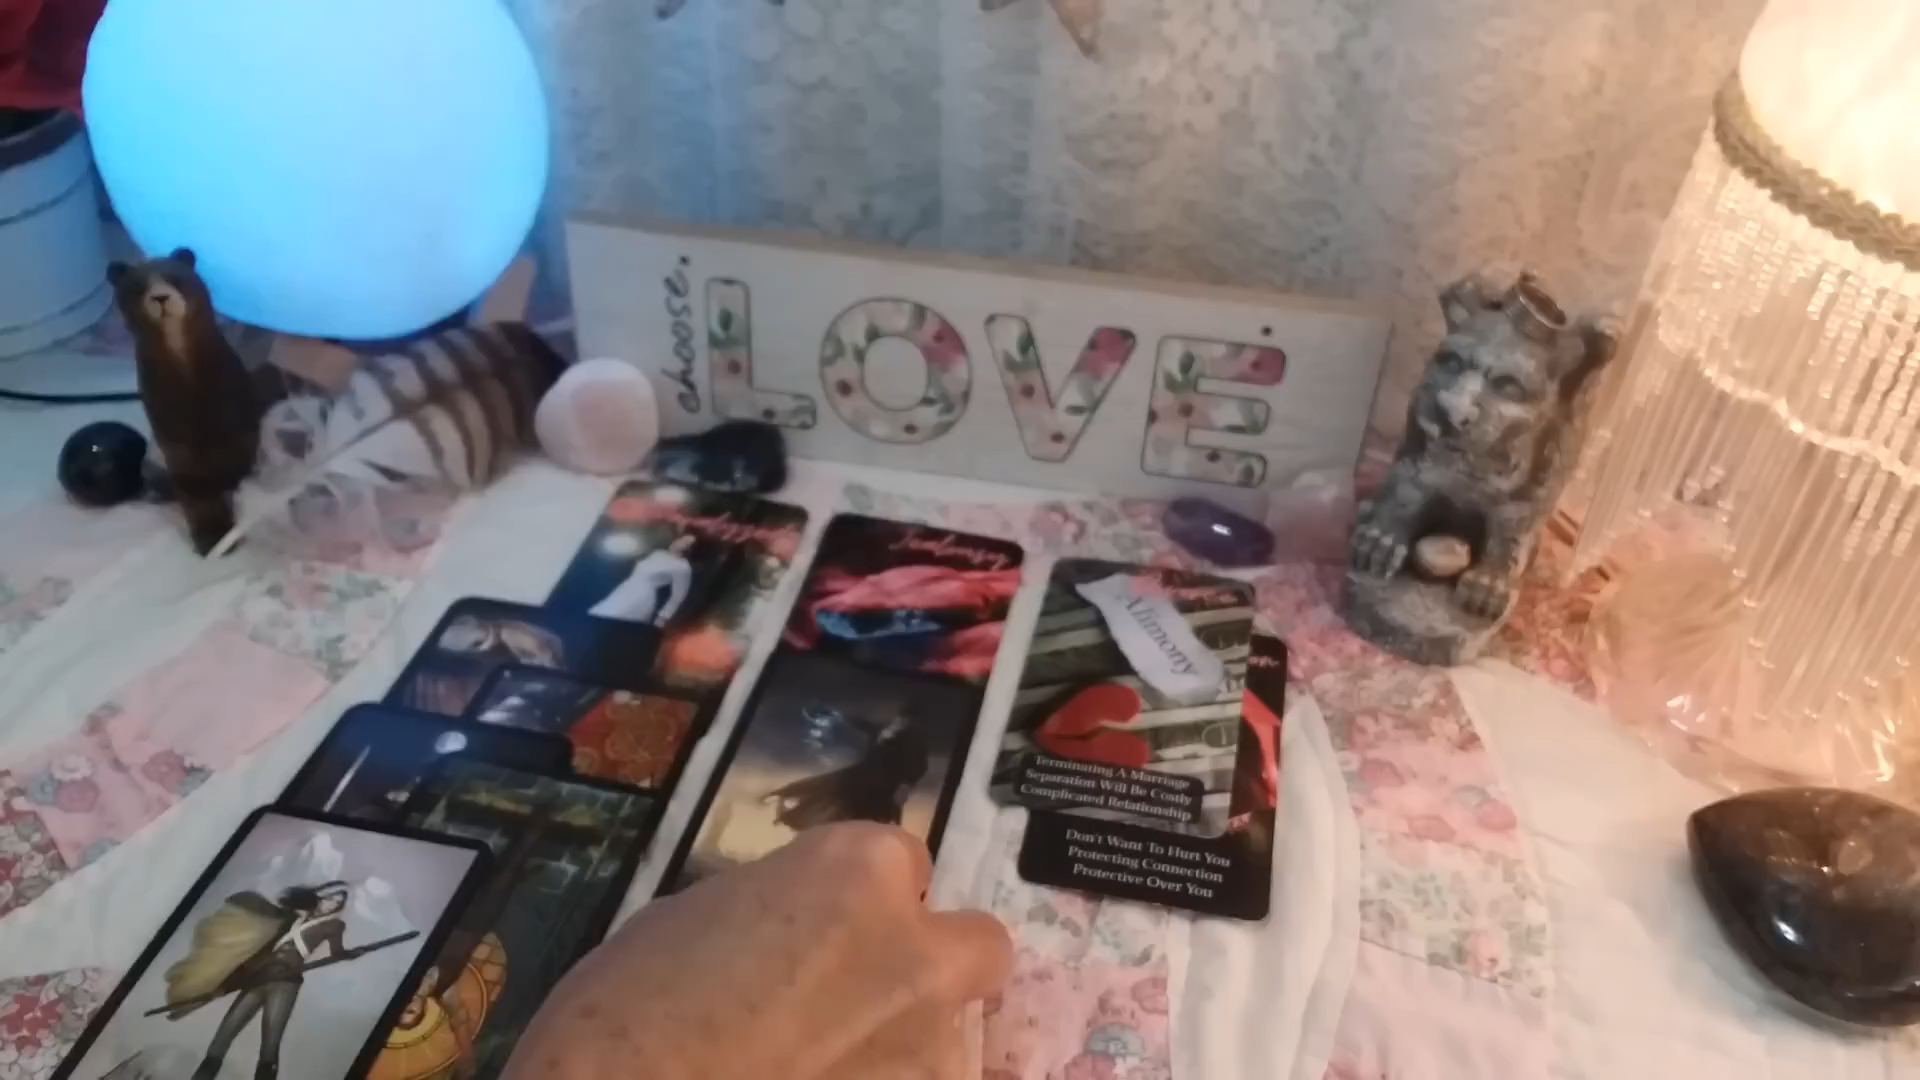 choose.
LOVE
Alimony
Terminating A Marriage
Separation Will Be Costly
Complicated Relationship
Don't Want To Hurt You
Protecting Connection
Protective Over You